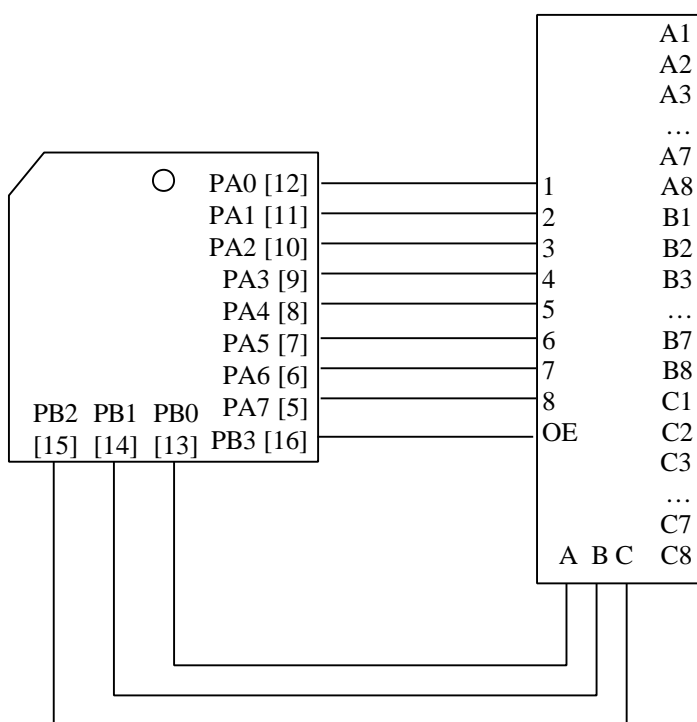 PA0 [12]
PA1 [11]
PA2 [10]
PA3 [9]
PA4 [8]
PA5 [7]
PA6 [6]
PA7 [5]
PB3 [16]
PB2 PB1 PB0
[15] [14] [13]
1
2
3
4
5
6
7
8
OE
A1
A2
A3
…
A7
A8
B1
B2
B3
…
B7
B8
C1
C2
C3
…
C7
C8
A B C